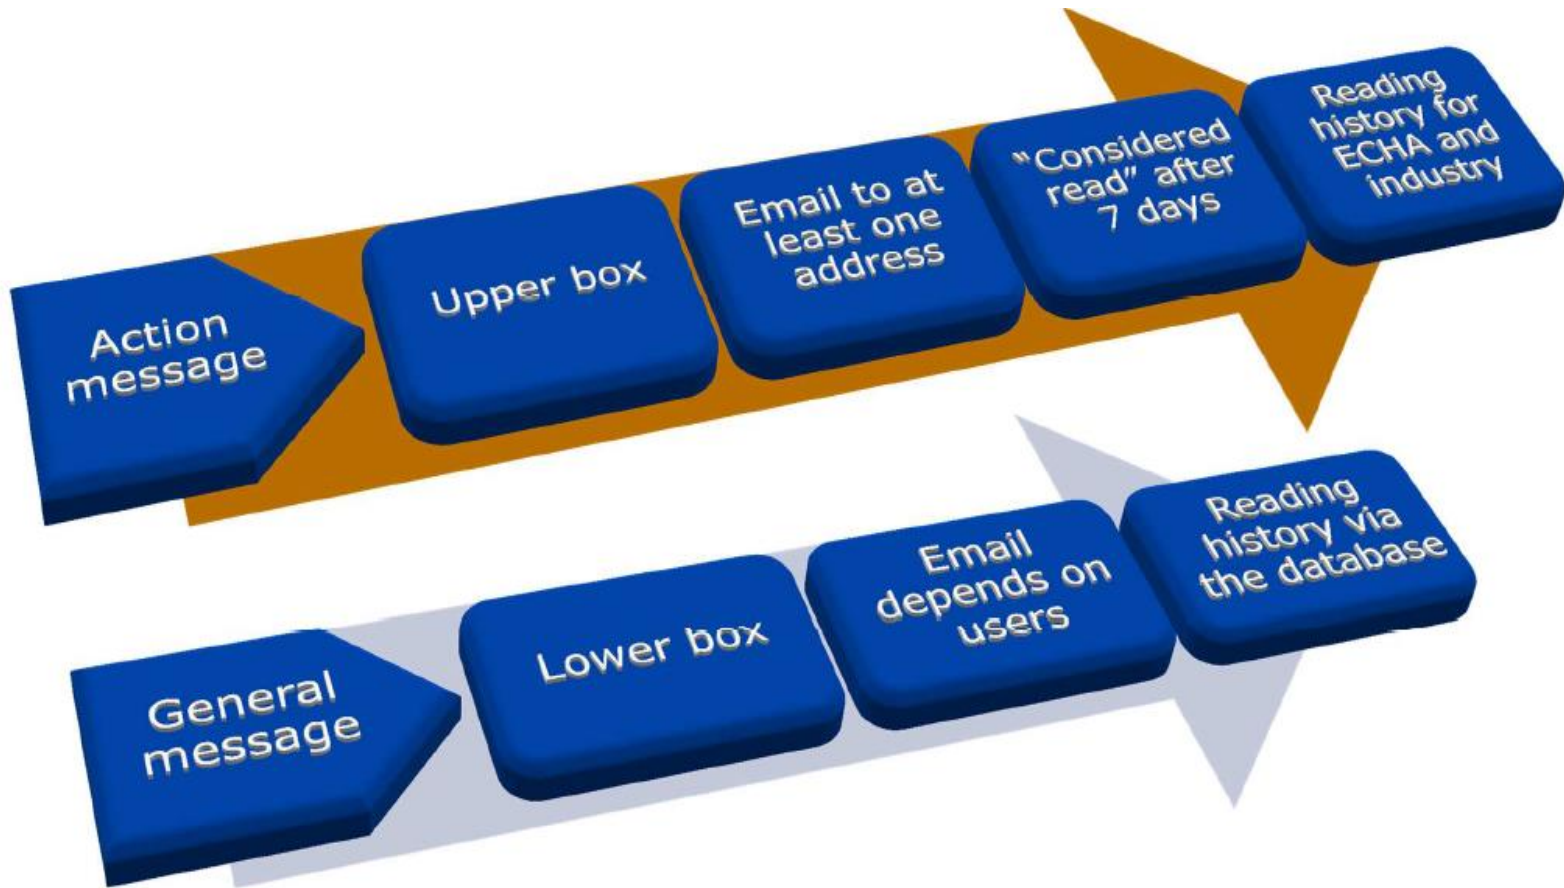 Action
message
Upper box
Email to at
least one
address
"Considered
read" after
7 days
Reading
history for
ECHA and
industry
General
message
Lower box
Email
depends on
users
Reading
history via
the database